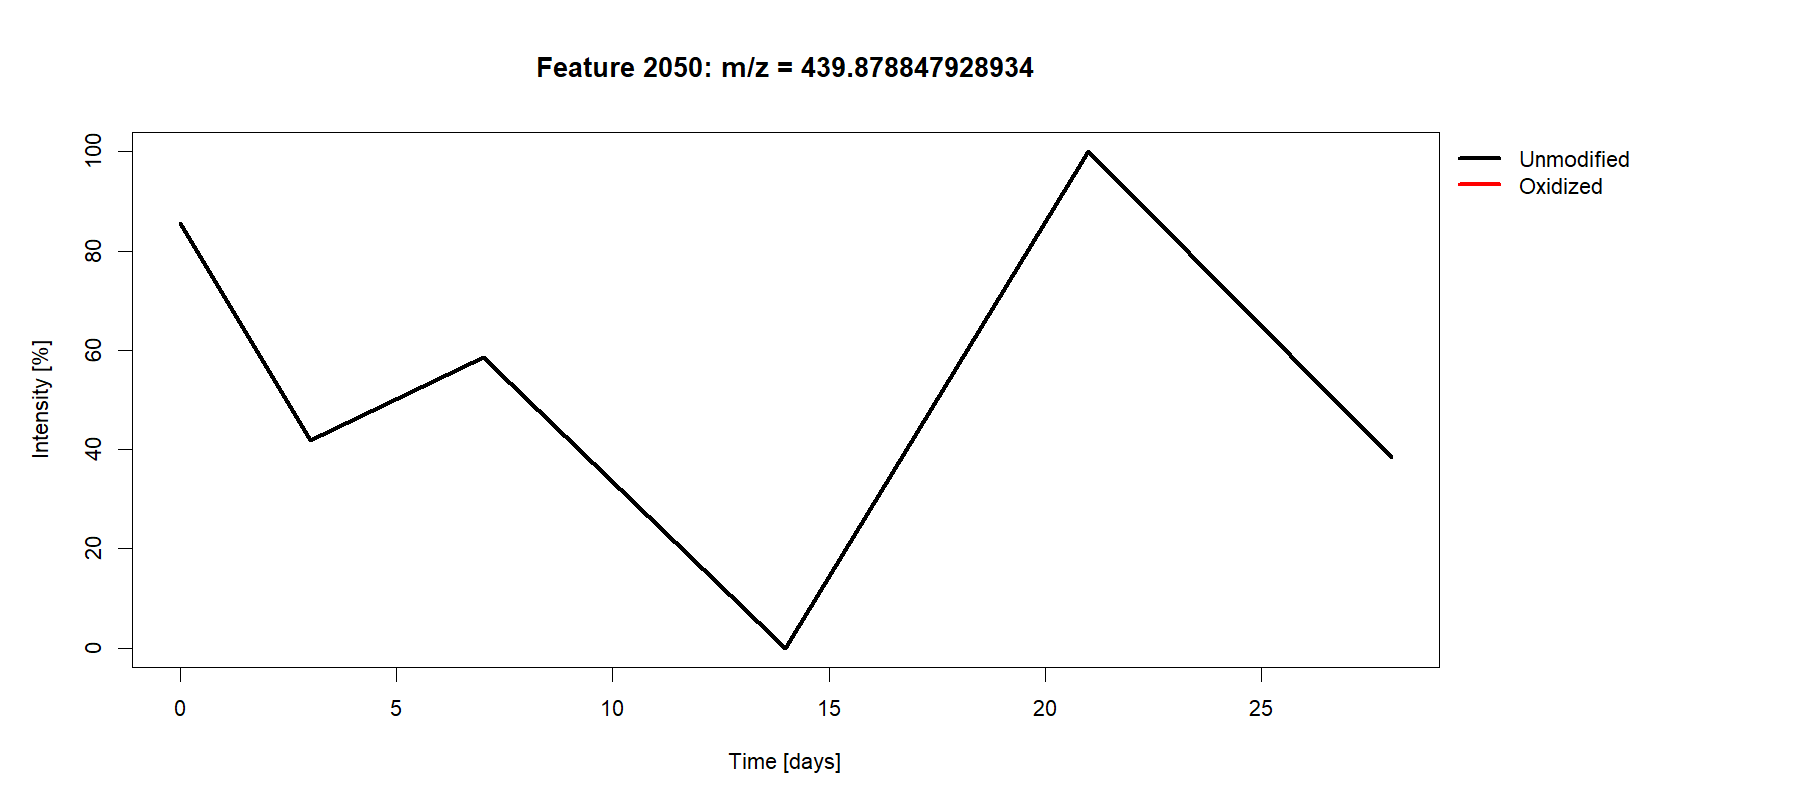 Feature 2050: m/z = 439.878847928934
Unmodified
Oxidized
Intensity [%]
100
80
60
40
20
0
0 5 10 15 20 25
Time [days]